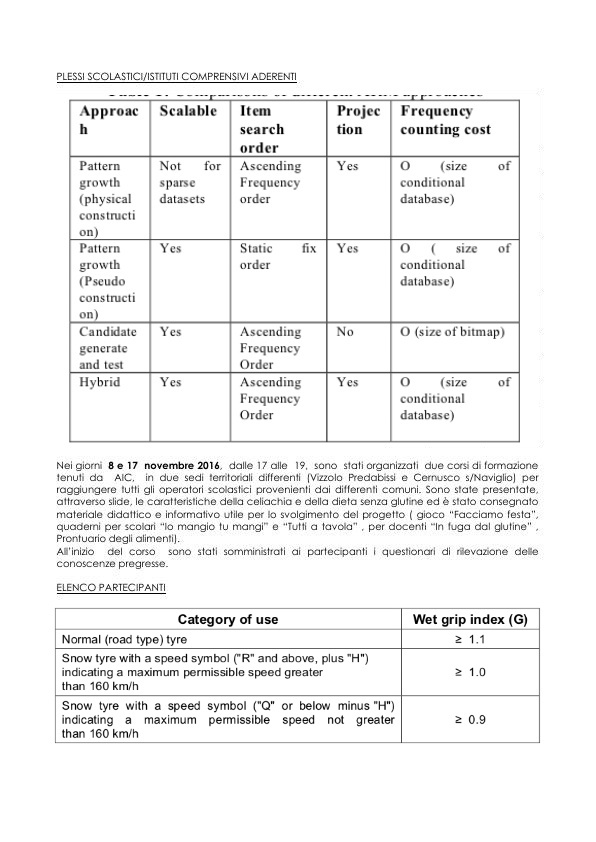 PLESSI SCOLASTICI/ISTITUTI COMPRENSIVI ADERENTI
Approac
h
Scalable
Item
search
order
Projec
tion
Frequency
counting cost
Pattern
growth
(physical
constructi
on)
Not for
sparse
datasets
Ascending
Frequency
order
Yes
O (size of
conditional
database)
Pattern
growth
(Pseudo
constructi
on)
Yes
Static fix
order
Yes
O ( size of
conditional
database)
Candidate
generate
and test
Yes
Ascending
Frequency
Order
No
O (size of bitmap)
Hybrid
Yes
Ascending
Frequency
Order
Yes
O (size of
conditional
database)
Nei giorni 8 e 17 novembre 2016, dalle 17 alle 19, sono stati organizzati due corsi di formazione
tenuti da AIC, in due sedi territoriali differenti (Vizzolo Predabissi e Cernusco s/Naviglio) per
raggiungere tutti gli operatori scolastici provenienti dai differenti comuni. Sono state presentate,
attraverso slide, le caratteristiche della celiachia e della dieta senza glutine ed è stato consegnato
materiale didattico e informativo utile per lo svolgimento del progetto ( gioco “Facciamo festa”,
quaderni per scolari “Io mangio tu mangi” e “Tutti a tavola” , per docenti “In fuga dal glutine” ,
Prontuario degli alimenti).
All’inizio del corso sono stati somministrati ai partecipanti i questionari di rilevazione delle
conoscenze pregresse.
ELENCO PARTECIPANTI
Category of use
Wet grip index (G)
Normal (road type) tyre
≥ 1.1
Snow tyre with a speed symbol ("R" and above, plus "H")
indicating a maximum permissible speed greater
than 160 km/h
≥ 1.0
Snow tyre with a speed symbol ("Q" or below minus "H")
indicating a maximum permissible speed not greater
than 160 km/h
≥ 0.9